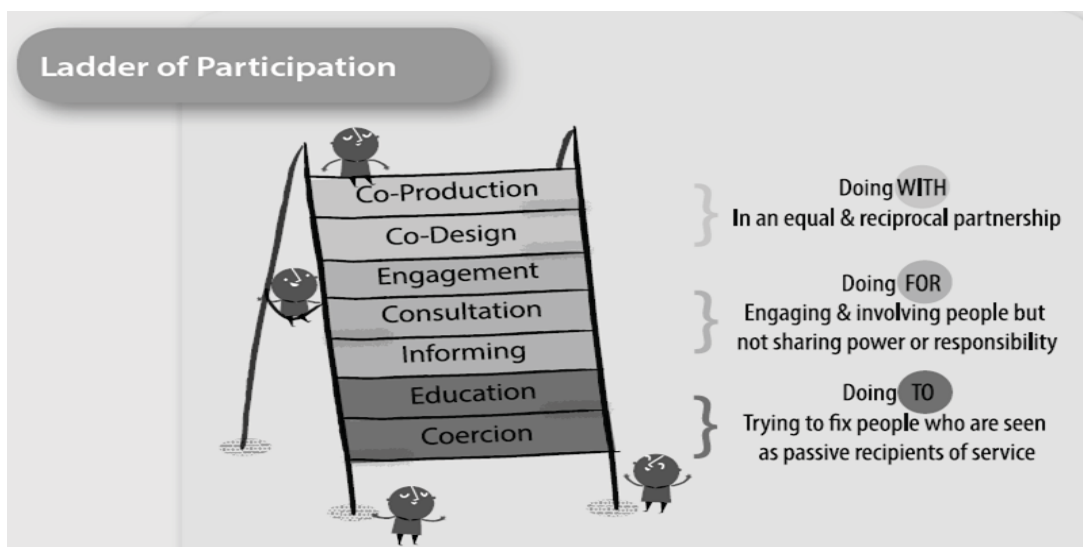 Ladder of Participation
Co-Production
Co-Design
Engagement
Consultation
Informing
Education
Coercion
Doing WITH
In an equal & reciprocal partnership
Doing FOR
Engaging & involving people but
not sharing power or responsibility
Doing TO
Trying to fix people who are seen
as passive recipients of service